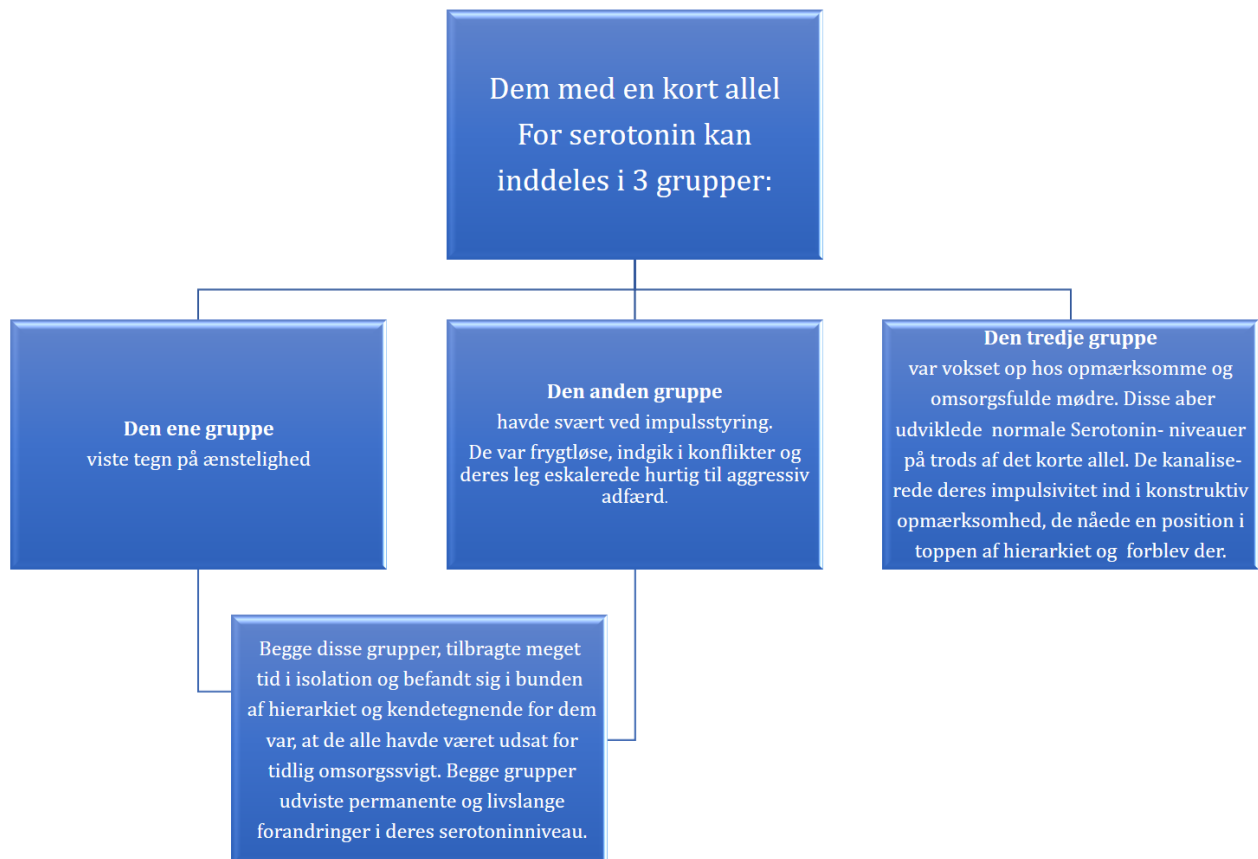 Dem med en kort allel
For serotonin kan
inddeles i 3 grupper:
Den ene gruppe
viste tegn på ænstelighed
Den anden gruppe
havde svært ved impulsstyring.
De var frygtløse, indgik i konflikter og
deres leg eskalerede hurtig til aggressiv
adfærd.
Den tredje gruppe
var vokset op hos opmærksomme og
omsorgsfulde mødre. Disse aber
udviklede normale Serotonin- niveauer
på trods af det korte allel. De kanalise-
rede deres impulsivitet ind i konstruktiv
opmærksomhed, de nåede en position i
toppen af hierarkiet og forblev der.
Begge disse grupper, tilbragte meget
tid i isolation og befandt sig i bunden
af hierarkiet og kendetegnende for dem
var, at de alle havde været udsat for
tidlig omsorgssvigt. Begge grupper
udviste permanente og livslange
forandringer i deres serotoninniveau.